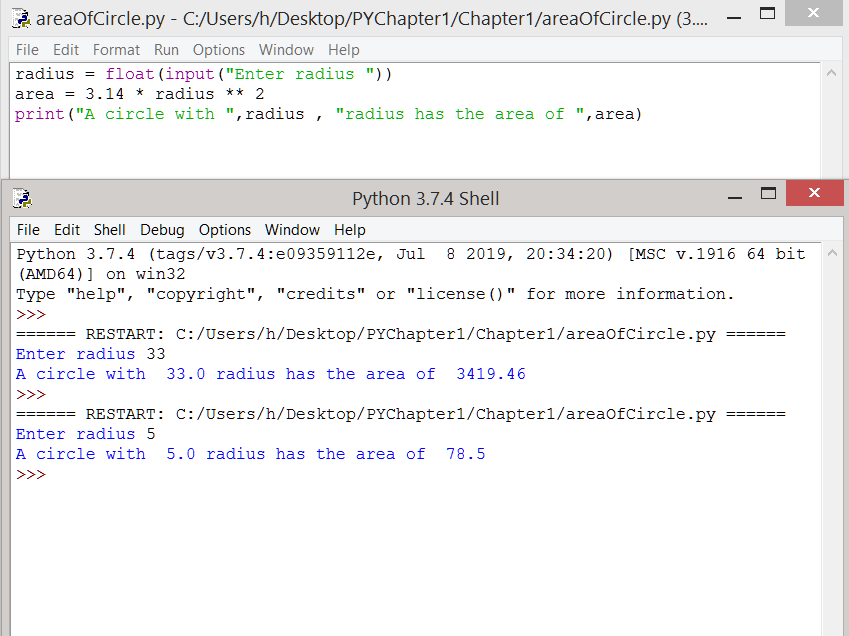 areaOfCircle.py - C:/Users/h/Desktop/PYChapter1/Chapter1/areaOfCircle.py (3....
File Edit Format Run Options Window Help
radius = float(input("Enter radius "))
area = 3.14 * radius ** 2
print("A circle with ",radius , "radius has the area of ",area)
Python 3.7.4 Shell
File Edit Shell Debug Options Window Help
Python 3.7.4 (tags/v3.7.4:e09359112e, Jul  8 2019, 20:34:20) [MSC v.1916 64 bit
(AMD64)] on win32
Type "help", "copyright", "credits" or "license()" for more information.
>>>
====== RESTART: C:/Users/h/Desktop/PYChapter1/Chapter1/areaOfCircle.py ======
Enter radius 33
A circle with  33.0 radius has the area of  3419.46
>>>
====== RESTART: C:/Users/h/Desktop/PYChapter1/Chapter1/areaOfCircle.py ======
Enter radius 5
A circle with  5.0 radius has the area of  78.5
>>>